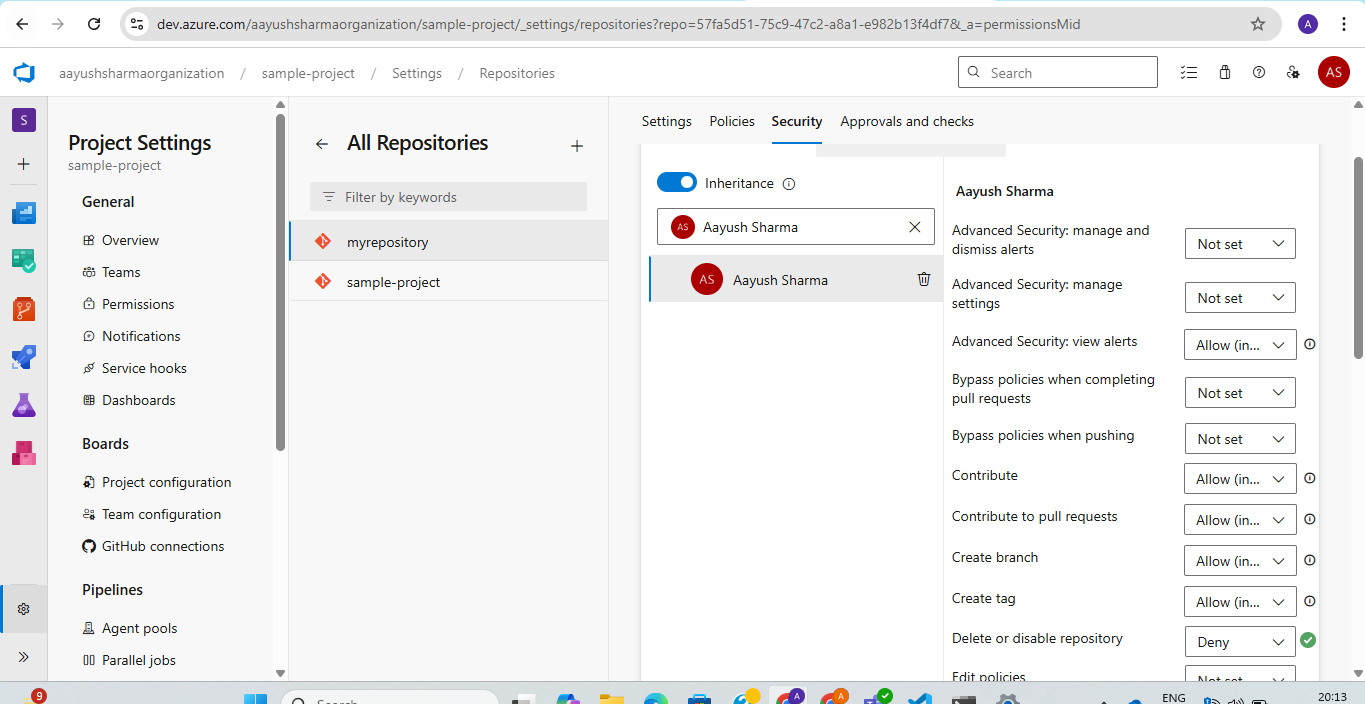 dev.azure.com/aayushsharmaorganization/sample-project/_settings/repositories?repo=57fa5d51-75c9-47c2-a8a1-e982b13f4df7&_a=permissionsMid
A
aayushsharmaorganization / sample-project / Settings / Repositories
Search
AS
S
Project Settings
sample-project
General
Overview
Teams
Permissions
Notifications
Service hooks
Dashboards
Boards
Project configuration
Team configuration
GitHub connections
Pipelines
Agent pools
Parallel jobs
All Repositories
Filter by keywords
myrepository
sample-project
Settings Policies Security Approvals and checks
Inheritance
AS Aayush Sharma
AS Aayush Sharma
Aayush Sharma
Advanced Security: manage and
dismiss alerts
Not set
Advanced Security: manage
settings
Not set
Advanced Security: view alerts
Allow (in...
Bypass policies when completing
pull requests
Not set
Bypass policies when pushing
Not set
Contribute
Allow (in...
Contribute to pull requests
Allow (in...
Create branch
Allow (in...
Create tag
Allow (in...
Delete or disable repository
Deny
Edit policies
Not set
9
Search
A
A
ENG
20:13